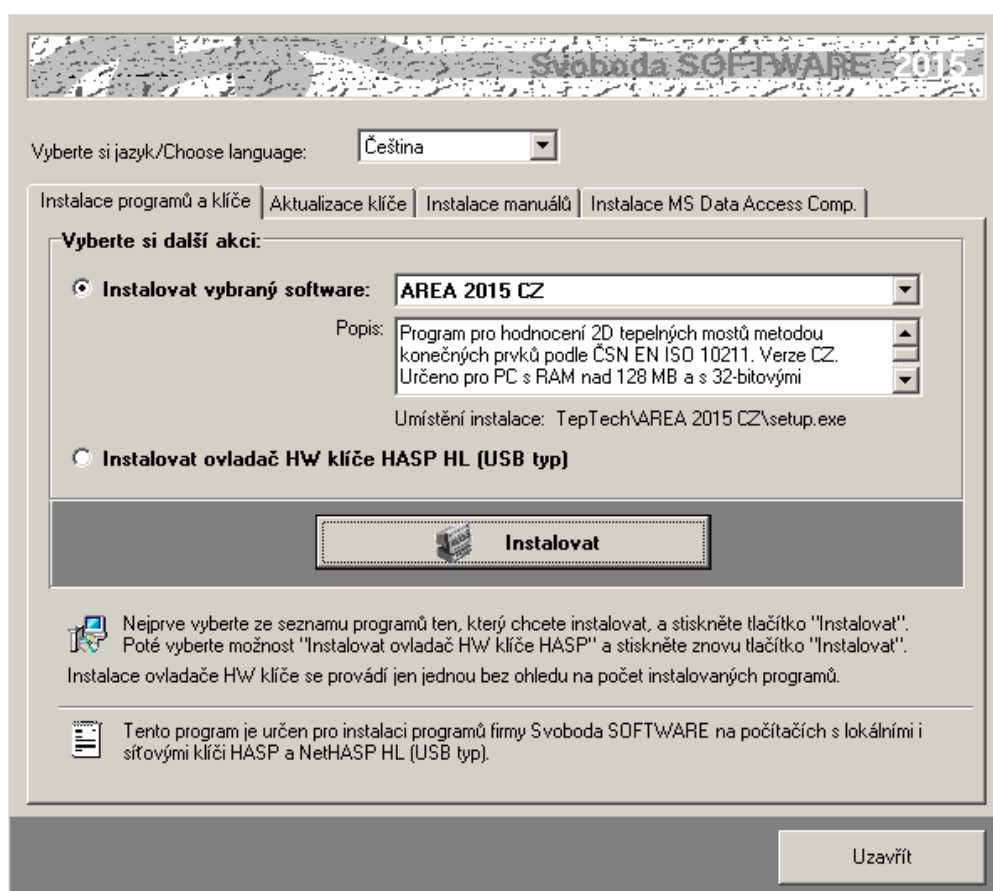 Svoboda SOFTWARE 2015
Vyberte si jazyk/Choose language:
Čeština
Instalace programů a klíče
Aktualizace klíče
Instalace manuálů
Instalace MS Data Access Comp.
Vyberte si další akci:
Instalovat vybraný software:
AREA 2015 CZ
Popis:
Program pro hodnocení 2D tepelných mostů metodou
konečných prvků podle ČSN EN ISO 10211. Verze CZ.
Určeno pro PC s RAM nad 128 MB a s 32-bitovými
Umístění instalace: TepTech\AREA 2015 CZ\setup.exe
Instalovat ovladač HW klíče HASP HL (USB typ)
Instalovat
Nejprve vyberte ze seznamu programů ten, který chcete instalovat, a stiskněte tlačítko "Instalovat".
Poté vyberte možnost "Instalovat ovladač HW klíče HASP" a stiskněte znovu tlačítko "Instalovat".
Instalace ovladače HW klíče se provádí jen jednou bez ohledu na počet instalovaných programů.
Tento program je určen pro instalaci programů firmy Svoboda SOFTWARE na počítačích s lokálními i
síťovými klíči HASP a NetHASP HL (USB typ).
Uzavřít